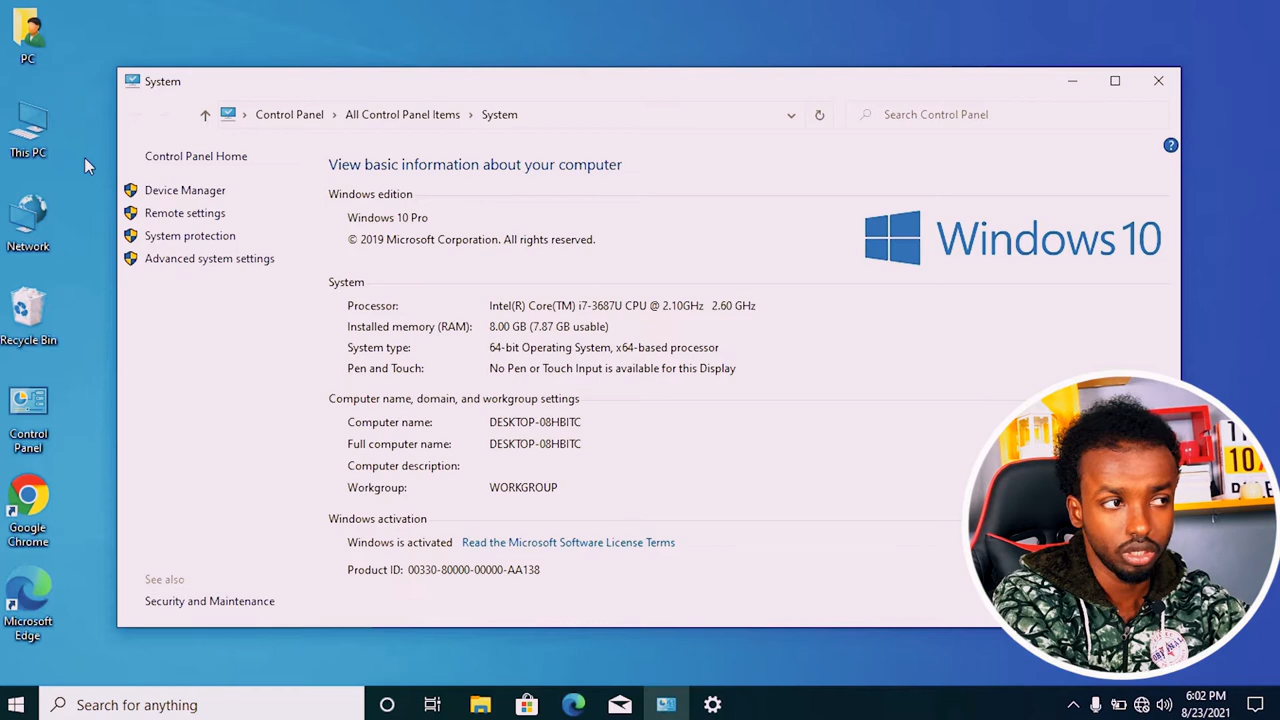 PC
This PC
Network
Recycle Bin
Control
Panel
Google
Chrome
Microsoft
Edge
System
Control Panel
All Control Panel Items
System
Search Control Panel
Control Panel Home
Device Manager
Remote settings
System protection
Advanced system settings
See also
Security and Maintenance
View basic information about your computer
Windows edition
Windows 10 Pro
© 2019 Microsoft Corporation. All rights reserved.
Windows 10
System
Processor: Intel(R) Core(TM) i7-3687U CPU @ 2.10GHz 2.60 GHz
Installed memory (RAM): 8.00 GB (7.87 GB usable)
System type: 64-bit Operating System, x64-based processor
Pen and Touch: No Pen or Touch Input is available for this Display
Computer name, domain, and workgroup settings
Computer name: DESKTOP-08HBITC
Full computer name: DESKTOP-08HBITC
Computer description:
Workgroup: WORKGROUP
Windows activation
Windows is activated Read the Microsoft Software License Terms
Product ID: 00330-80000-00000-AA138
Search for anything
6:02 PM
8/23/2021